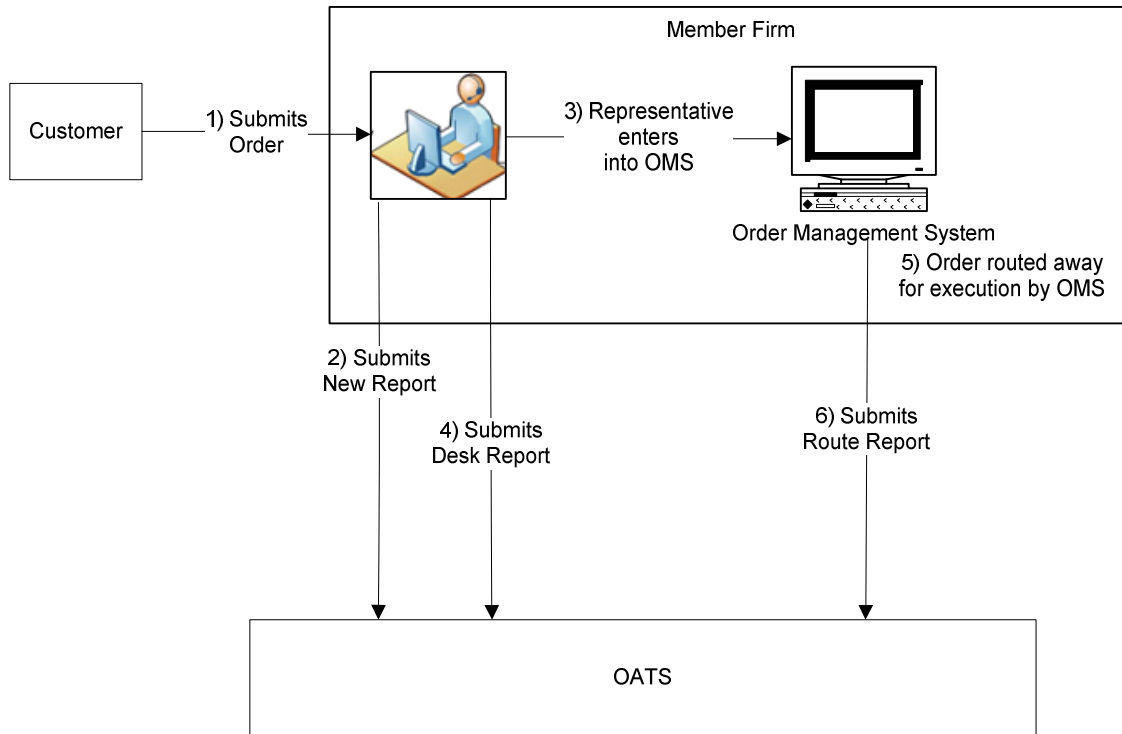 Member Firm
Customer
1) Submits
Order
3) Representative
enters
into OMS
Order Management System
5) Order routed away
for execution by OMS
2) Submits
New Report
4) Submits
Desk Report
6) Submits
Route Report
OATS